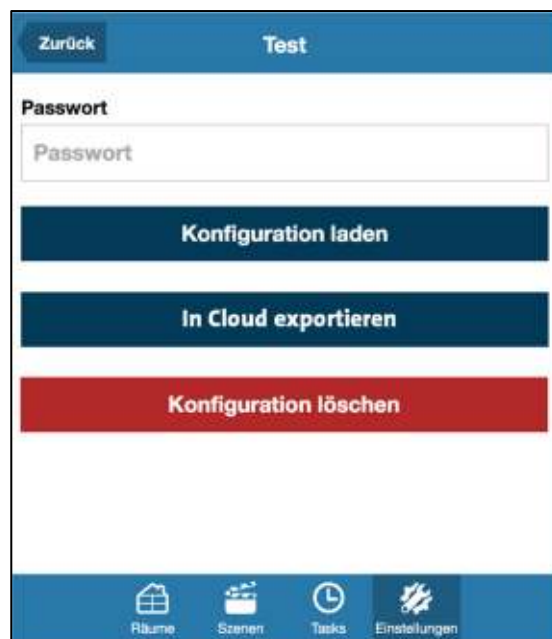 Zurück
Test
Passwort
Passwort
Konfiguration laden
In Cloud exportieren
Konfiguration löschen
Räume Szenen Tasks Einstellungen